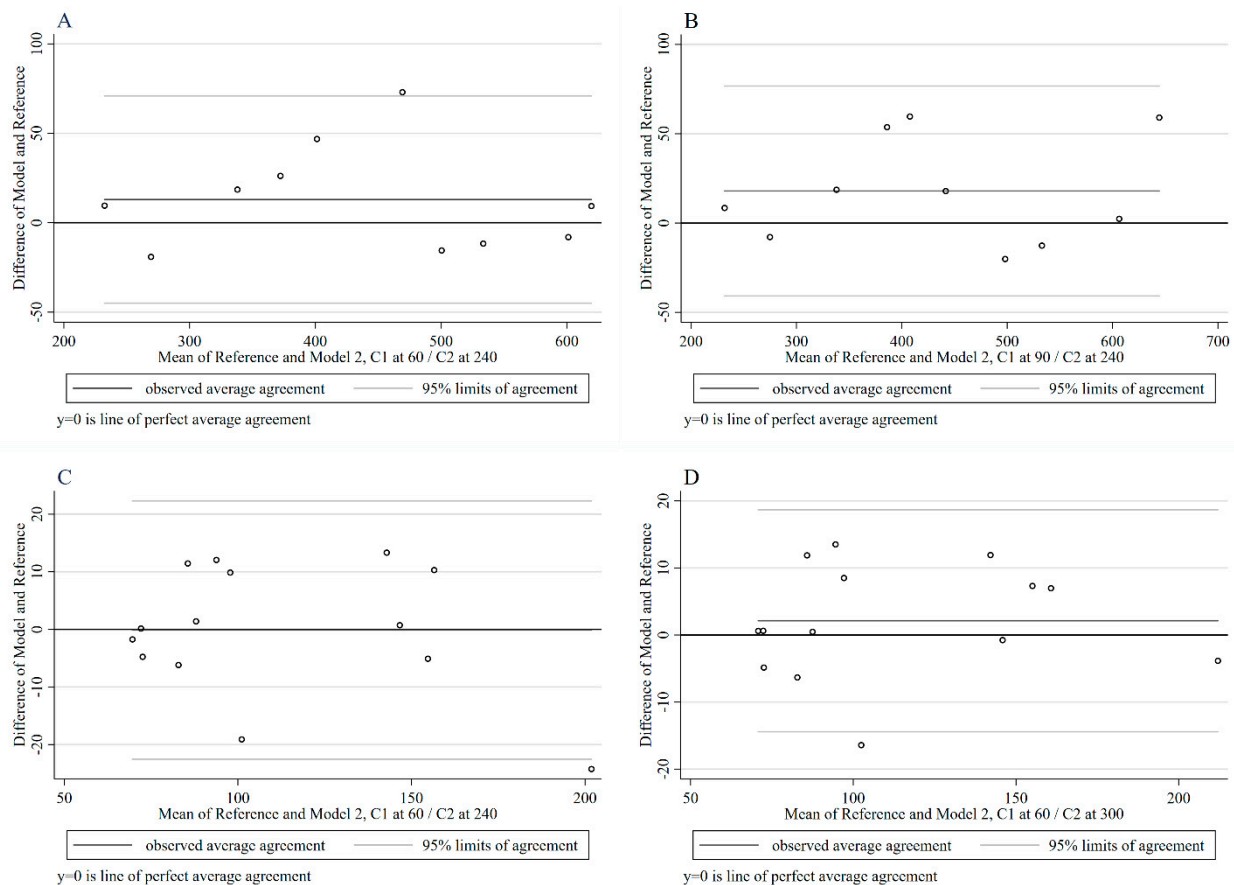 A
Difference of Model and Reference
100
50
0
-50
200 300 400 500 600
Mean of Reference and Model 2, C1 at 60 / C2 at 240
observed average agreement 95% limits of agreement
y=0 is line of perfect average agreement
B
Difference of Model and Reference
100
50
0
-50
200 300 400 500 600 700
Mean of Reference and Model 2, C1 at 90 / C2 at 240
observed average agreement 95% limits of agreement
y=0 is line of perfect average agreement
C
Difference of Model and Reference
20
10
0
-10
-20
50 100 150 200
Mean of Reference and Model 2, C1 at 60 / C2 at 240
observed average agreement 95% limits of agreement
y=0 is line of perfect average agreement
D
Difference of Model and Reference
20
10
0
-10
-20
50 100 150 200
Mean of Reference and Model 2, C1 at 60 / C2 at 300
observed average agreement 95% limits of agreement
y=0 is line of perfect average agreement